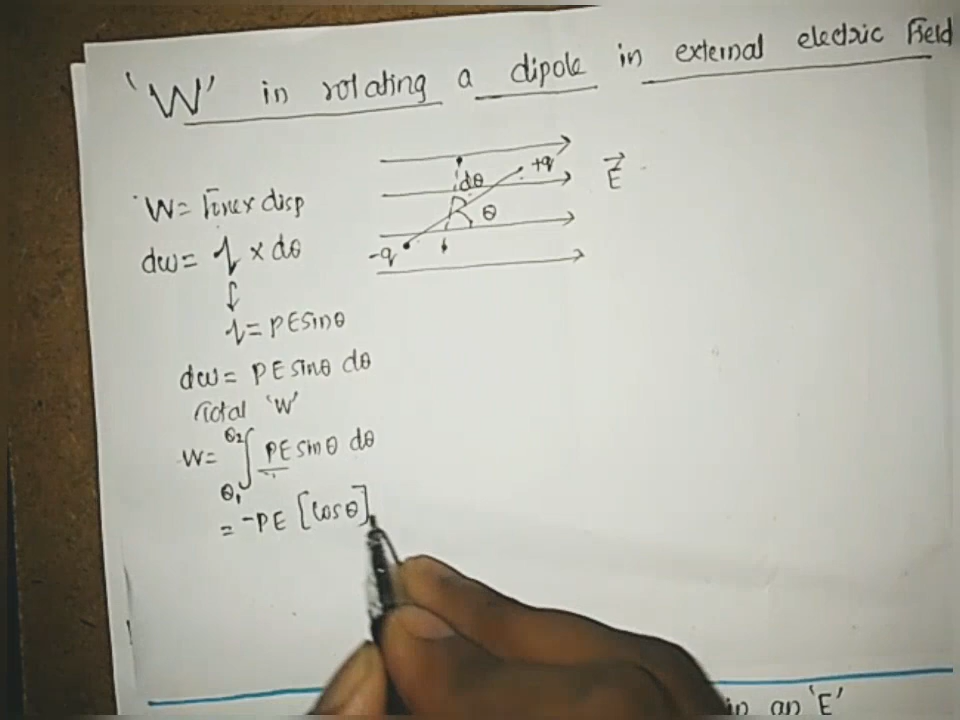 'W' in rotating a dipole in external electric Field
+q
dθ
E
θ
-q
W = Force x disp
dw = τ x dθ
τ = PE sinθ
dw = PE sinθ dθ
Total 'W'
W = ∫ PE sinθ dθ
θ2
θ1
= -PE [cosθ]
in an 'E'